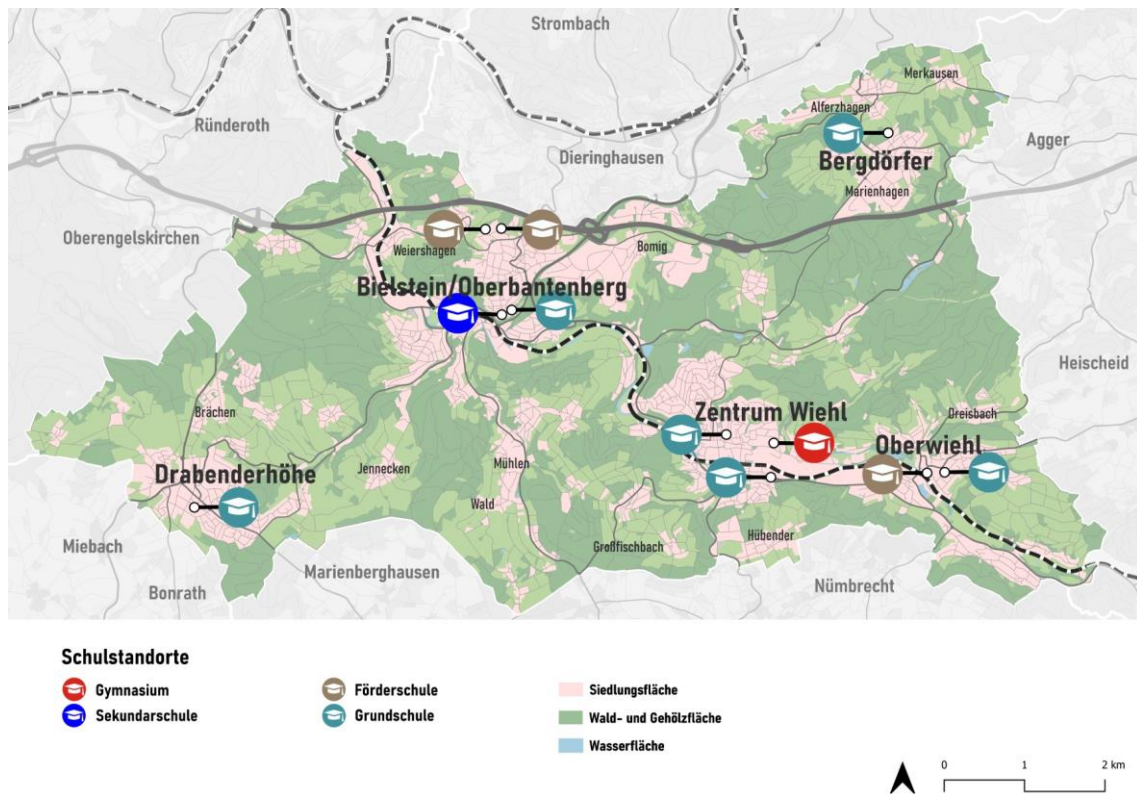 Strombach
Merkausen
Alferzhagen
Ründeroth
Agger
Dieringhausen
Bergdörfer
Marienhagen
Oberengelskirchen
Weiershagen
Bomig
Bielstein/Oberbantenberg
Heischeid
Zentrum Wiehl
Dreisbach
Brächen
Oberwiehl
Drabenderhöhe
Jennecken
Mühlen
Wald
Hübender
Großfischbach
Miebach
Marienberghausen
Nümbrecht
Bonrath
Schulstandorte
Gymnasium
Förderschule
Siedlungsfläche
Sekundarschule
Grundschule
Wald- und Gehölzfläche
Wasserfläche
0 1 2 km